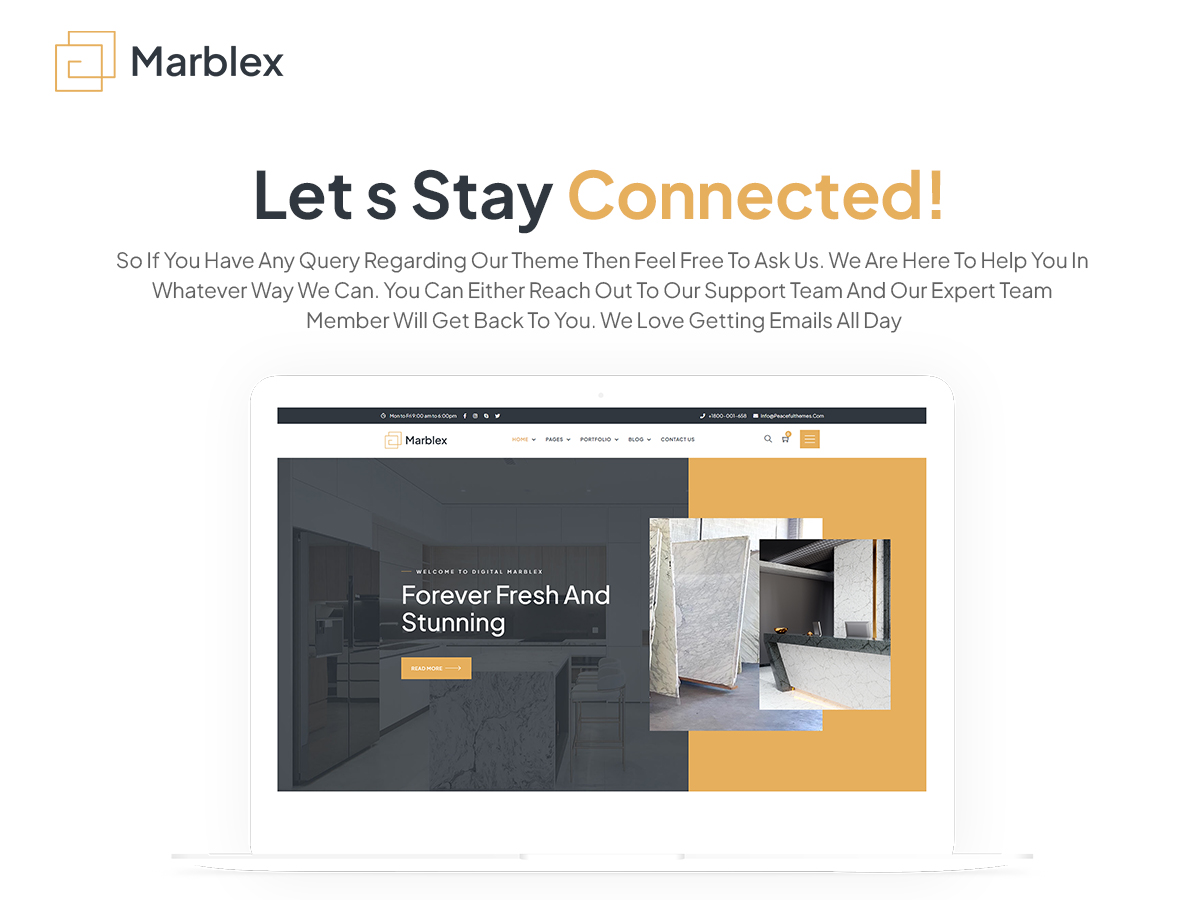 Marblex
Let s Stay Connected!
So If You Have Any Query Regarding Our Theme Then Feel Free To Ask Us. We Are Here To Help You In
Whatever Way We Can. You Can Either Reach Out To Our Support Team And Our Expert Team
Member Will Get Back To You. We Love Getting Emails All Day
Mon to Fri 9:00 am to 6:00pm +1800-001-658 Info@Peacefulthemes.Com
Marblex HOME PAGES PORTFOLIO BLOG CONTACT US
WELCOME TO DIGITAL MARBLEX
Forever Fresh And
Stunning
READ MORE